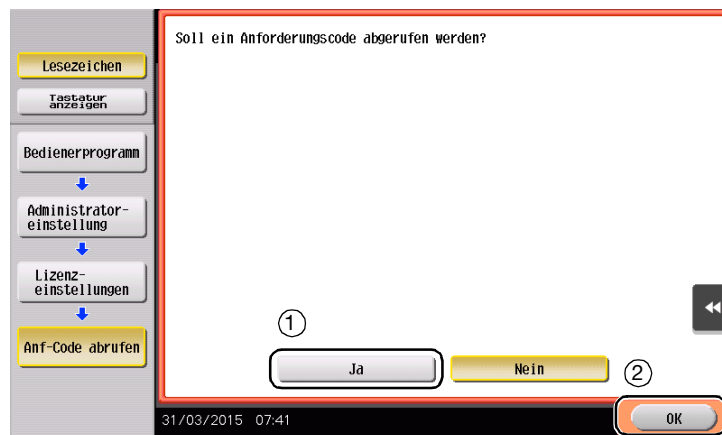 Soll ein Anforderungscode abgerufen werden?
Lesezeichen
Tastatur
anzeigen
Bedienerprogramm
Administrator-
einstellung
Lizenz-
einstellungen
Anf-Code abrufen
1
Ja
Nein
2
31/03/2015 07:41
OK